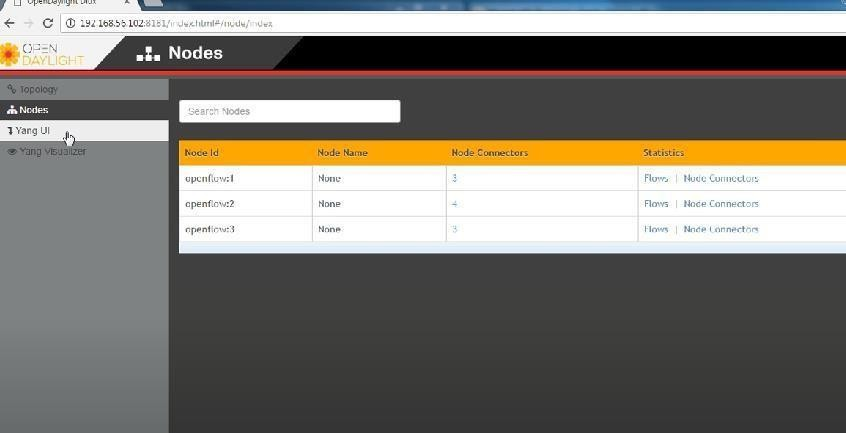 OpenDaylight Dlux
192.168.56.102:8181/index.html#/node/index
OPEN DAYLIGHT
Nodes
Topology
Nodes
Yang UI
Yang Visualizer
Search Nodes
Node Id Node Name Node Connectors Statistics
openflow:1 None 3 Flows | Node Connectors
openflow:2 None 4 Flows | Node Connectors
openflow:3 None 3 Flows | Node Connectors